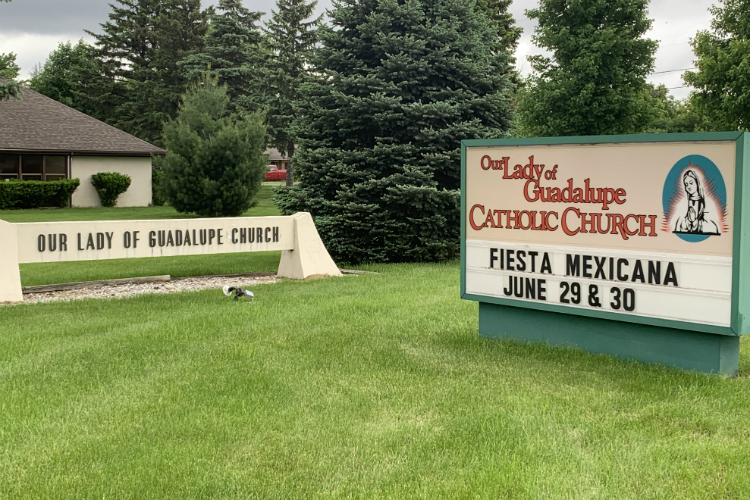 OUR LADY OF GUADALUPE CHURCH
Our Lady of
Guadalupe
Catholic Church
FIESTA MEXICANA
JUNE 29 & 30